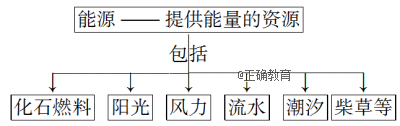 能源 —— 提供能量的资源
包括
@正确教育
化石燃料 阳光 风力 流水 潮汐 柴草等